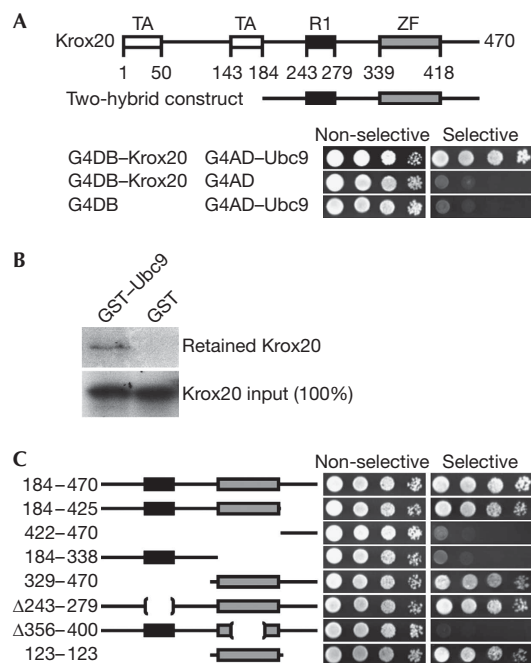 A
TA TA R1 ZF
Krox20 470
1 50 143 184 243 279 339 418
Two-hybrid construct
Non-selective Selective
G4DB–Krox20 G4AD–Ubc9
G4DB–Krox20 G4AD
G4DB G4AD–Ubc9
B
GST–Ubc9 GST
Retained Krox20
Krox20 input (100%)
C
Non-selective Selective
184–470
184–425
422–470
184–338
329–470
Δ243–279
Δ356–400
123–123